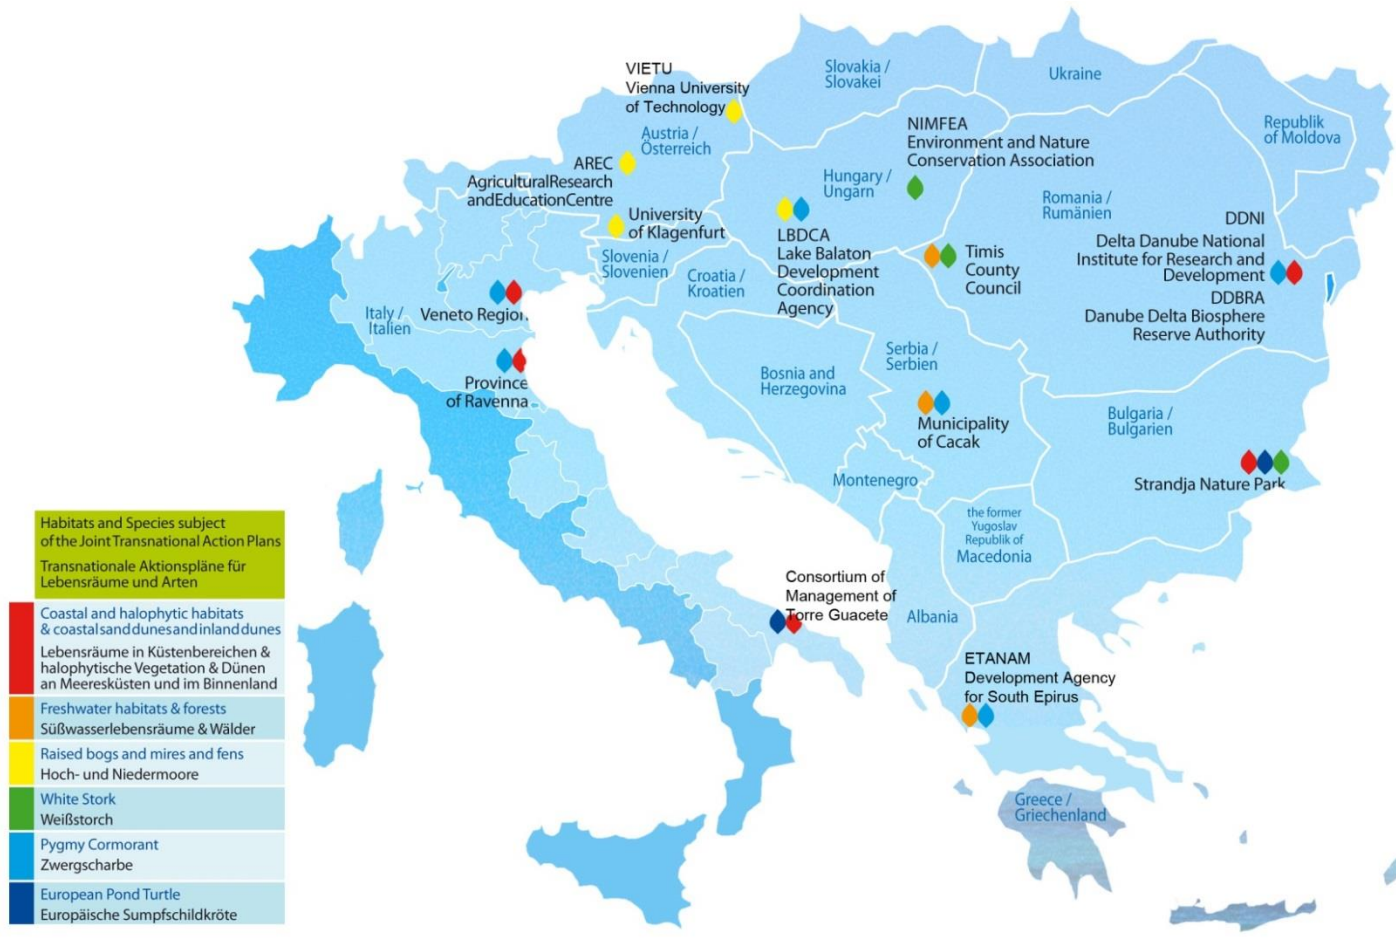 VIETU
Vienna University
of Technology
Slovakia /
Slovakei
Ukraine
Republik
of Moldova
Austria /
Österreich
NIMFEA
Environment and Nature
Conservation Association
AREC
AgriculturalResearch
andEducationCentre
Hungary /
Ungarn
Romania /
Rumänien
University
of Klagenfurt
LBDCA
Lake Balaton
Development
Coordination
Agency
DDNI
Delta Danube National
Institute for Research and
Development
DDBRA
Danube Delta Biosphere
Reserve Authority
Slovenia /
Slovenien
Croatia /
Kroatien
Timis
County
Council
Italy /
Italien
Veneto Region
Province
of Ravenna
Bosnia and
Herzegovina
Serbia /
Serbien
Municipality
of Cacak
Bulgaria /
Bulgarien
Strandja Nature Park
Montenegro
the former
Yugoslav
Republik of
Macedonia
Consortium of
Management of
Torre Guacete
Albania
ETANAM
Development Agency
for South Epirus
Greece /
Griechenland
Habitats and Species subject
of the Joint Transnational Action Plans
Transnationale Aktionspläne für
Lebensräume und Arten
Coastal and halophytic habitats
& coastalsanddunesandinlanddunes
Lebensräume in Küstenbereichen &
halophytische Vegetation & Dünen
an Meeresküsten und im Binnenland
Freshwater habitats & forests
Süßwasserlebensräume & Wälder
Raised bogs and mires and fens
Hoch- und Niedermoore
White Stork
Weißstorch
Pygmy Cormorant
Zwergscharbe
European Pond Turtle
Europäische Sumpfschildkröte